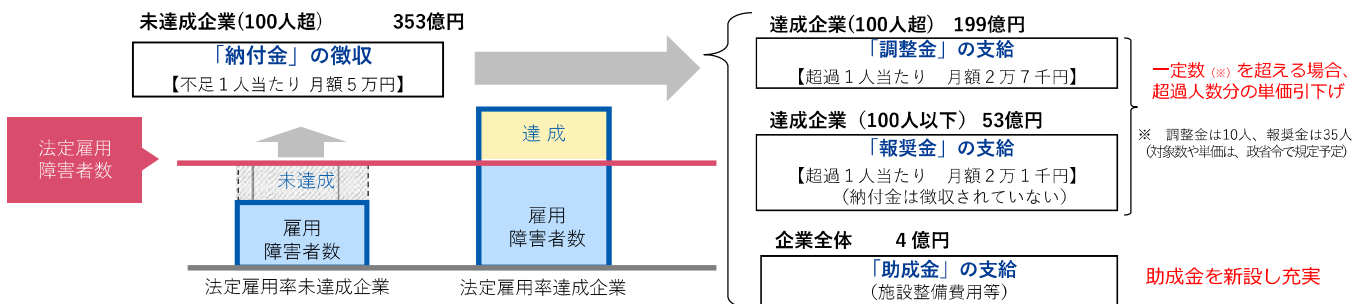 未達成企業(100人超) 353億円
「納付金」の徴収
【不足１人当たり 月額５万円】
法定雇用
障害者数
未達成
雇用
障害者数
法定雇用率未達成企業
達 成
雇用
障害者数
法定雇用率達成企業
達成企業(100人超) 199億円
「調整金」の支給
【超過１人当たり 月額２万７千円】
達成企業（100人以下） 53億円
「報奨金」の支給
【超過１人当たり 月額２万１千円】
（納付金は徴収されていない）
企業全体 ４億円
「助成金」の支給
（施設整備費用等）
一定数（※）を超える場合、
超過人数分の単価引下げ
※ 調整金は10人、報奨金は35人
（対象数や単価は、政省令で規定予定）
助成金を新設し充実